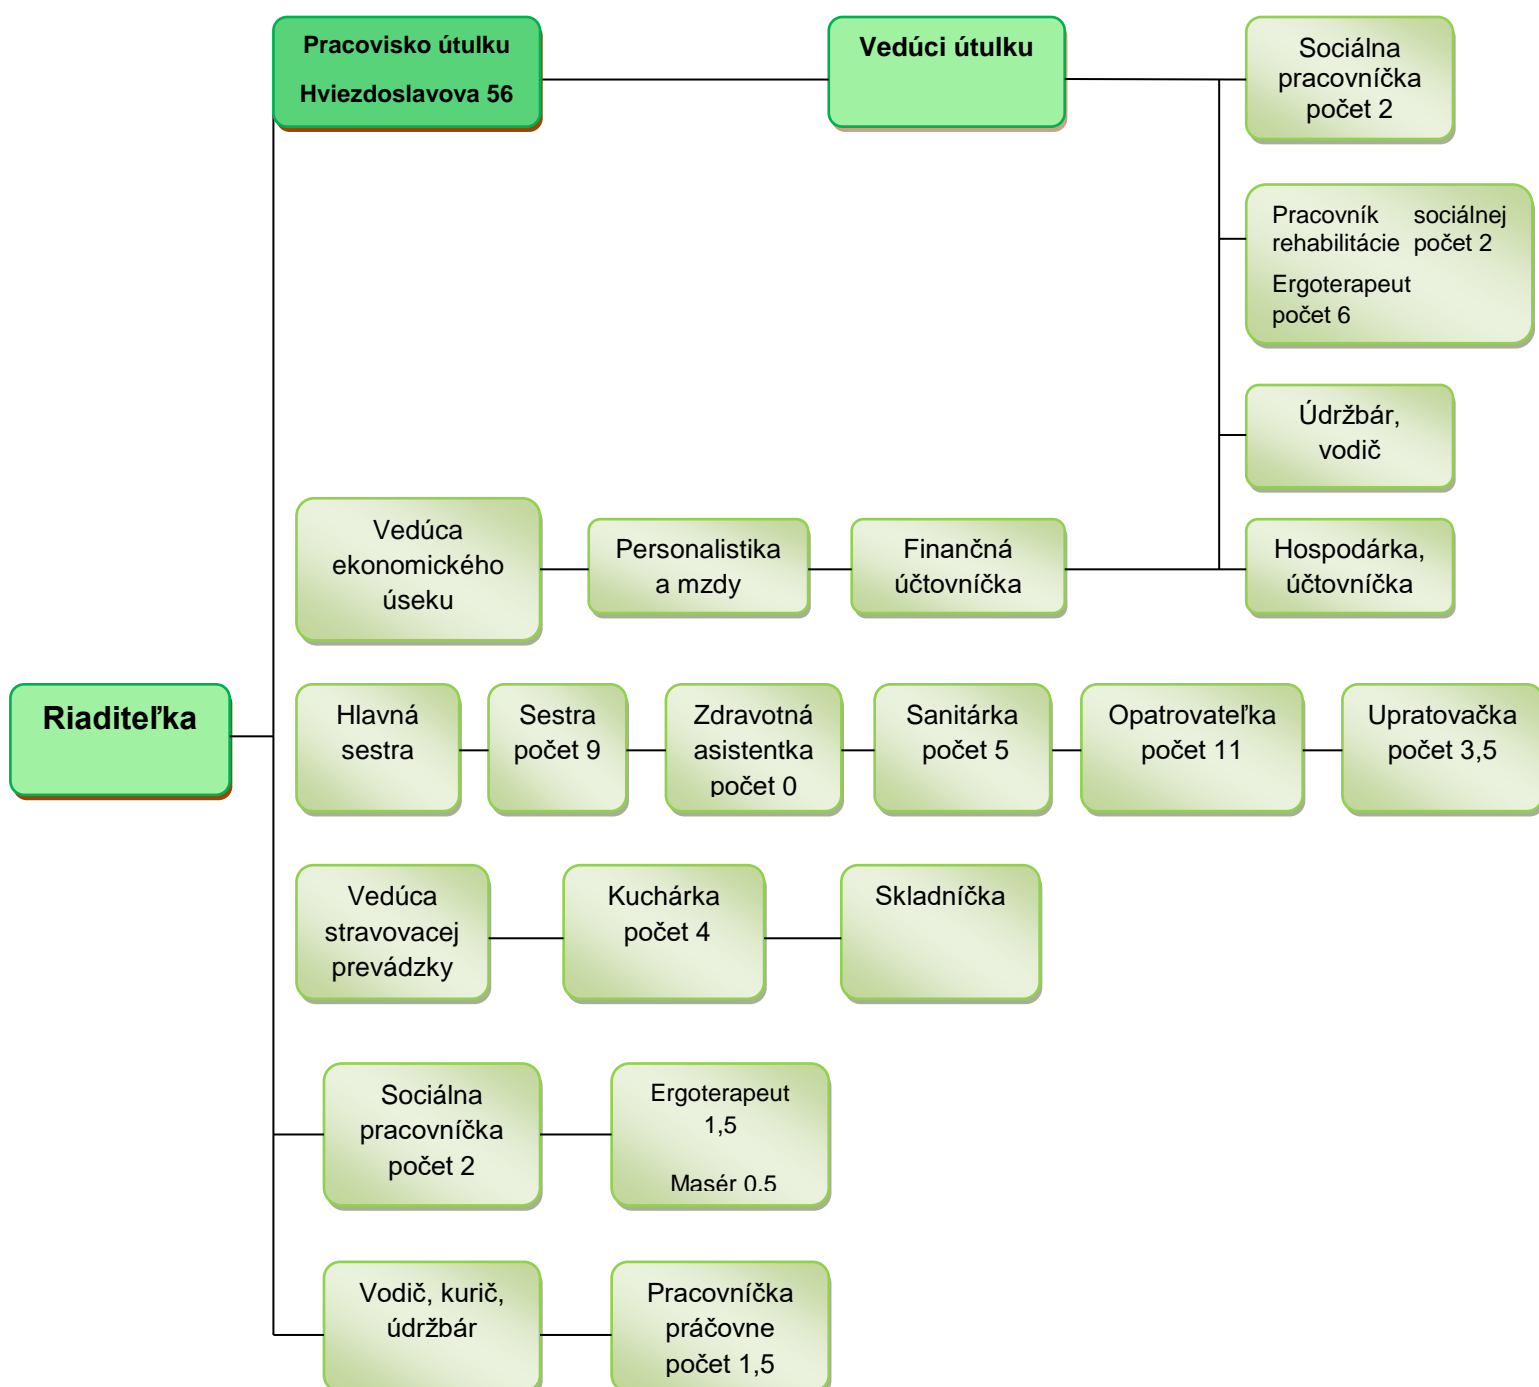 Pracovisko útulku
Hviezdoslavova 56
Vedúci útulku
Sociálna
pracovníčka
počet 2
Pracovník sociálnej
rehabilitácie počet 2
Ergoterapeut
počet 6
Údržbár,
vodič
Vedúca
ekonomického
úseku
Personalistika
a mzdy
Finančná
účtovníčka
Hospodárka,
účtovníčka
Riaditeľka
Hlavná
sestra
Sestra
počet 9
Zdravotná
asistentka
počet 0
Sanitárka
počet 5
Opatrovateľka
počet 11
Upratovačka
počet 3,5
Vedúca
stravovacej
prevádzky
Kuchárka
počet 4
Skladníčka
Sociálna
pracovníčka
počet 2
Ergoterapeut
1,5
Masér 0.5
Vodič, kurič,
údržbár
Pracovníčka
práčovne
počet 1,5